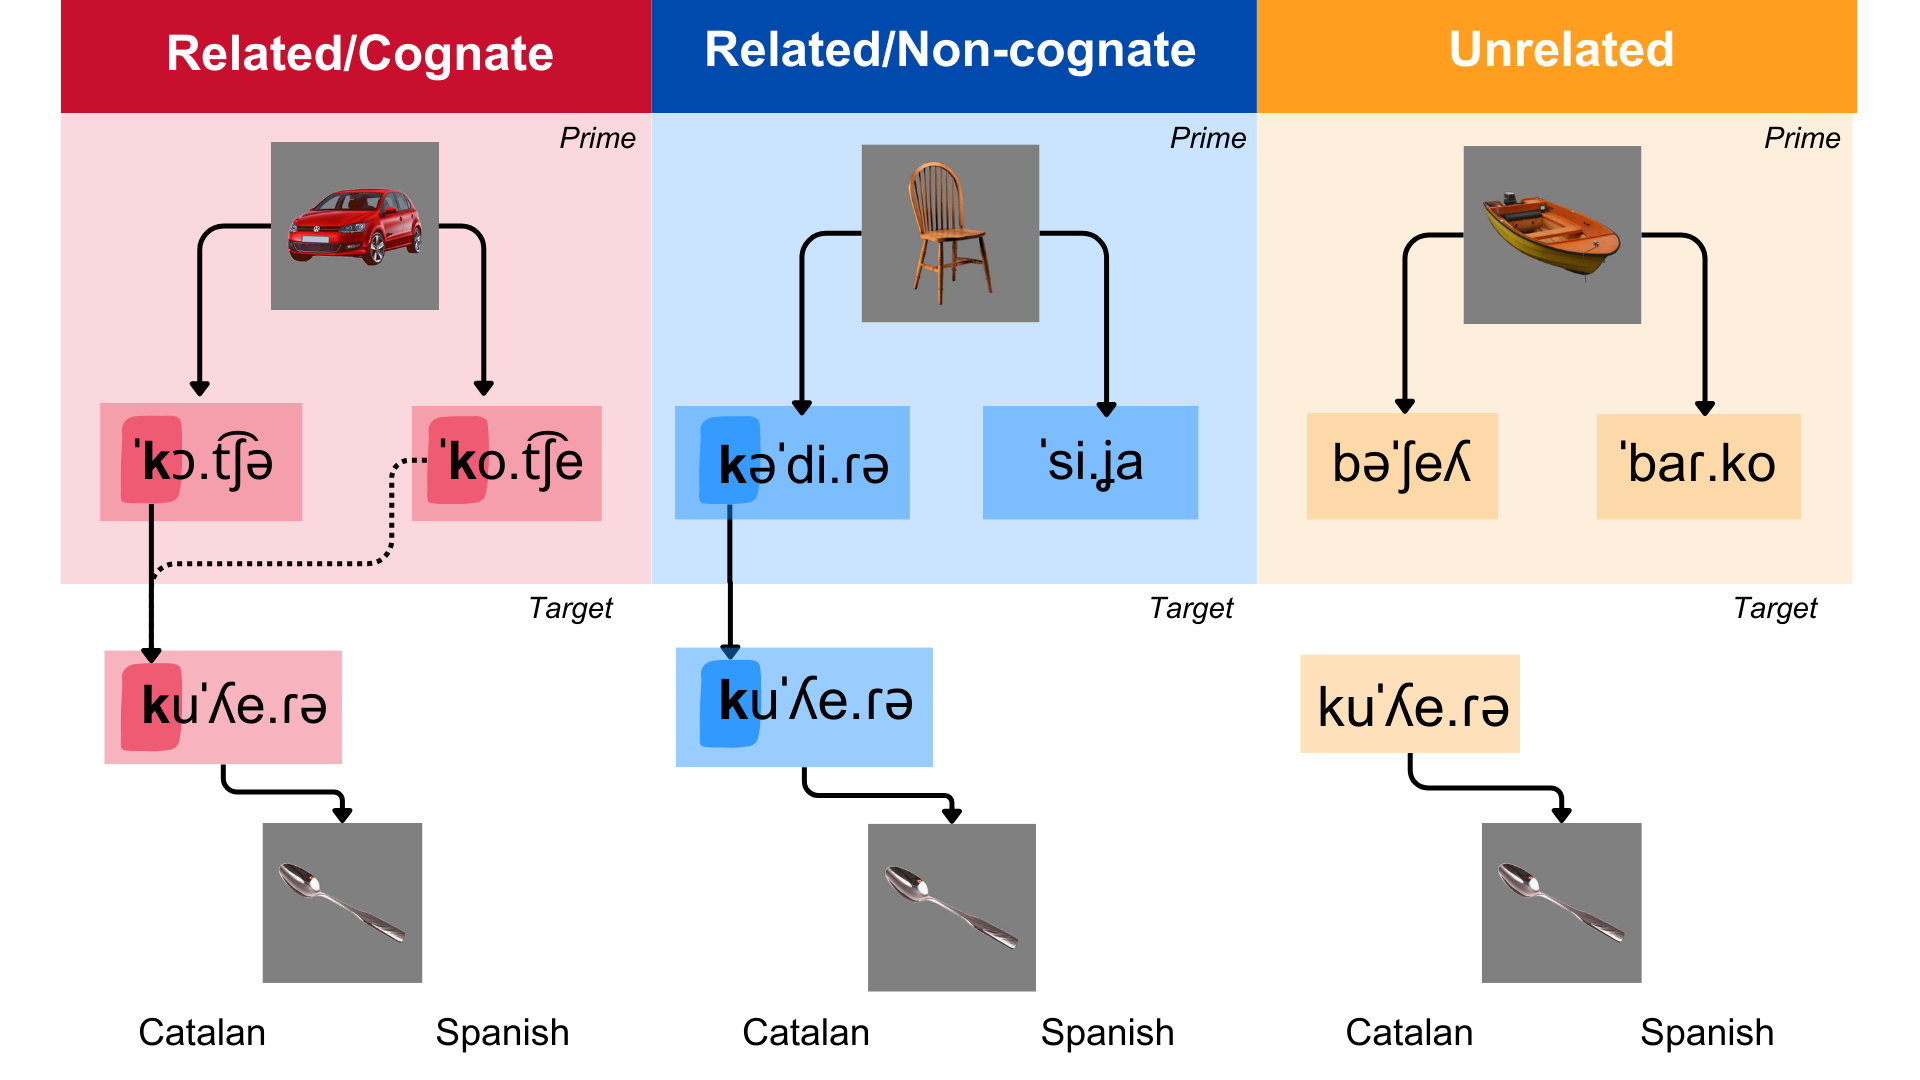 Related/Cognate
Related/Non-cognate
Unrelated
Prime
Prime
Prime
ˈkɔ.t͡ʃə
ˈko.t͡ʃe
kəˈdi.ɾə
ˈsi.ʝa
bəˈʃeʎ
ˈbaɾ.ko
Target
Target
Target
kuˈʎe.ɾə
kuˈʎe.ɾə
kuˈʎe.ɾə
Catalan
Spanish
Catalan
Spanish
Catalan
Spanish